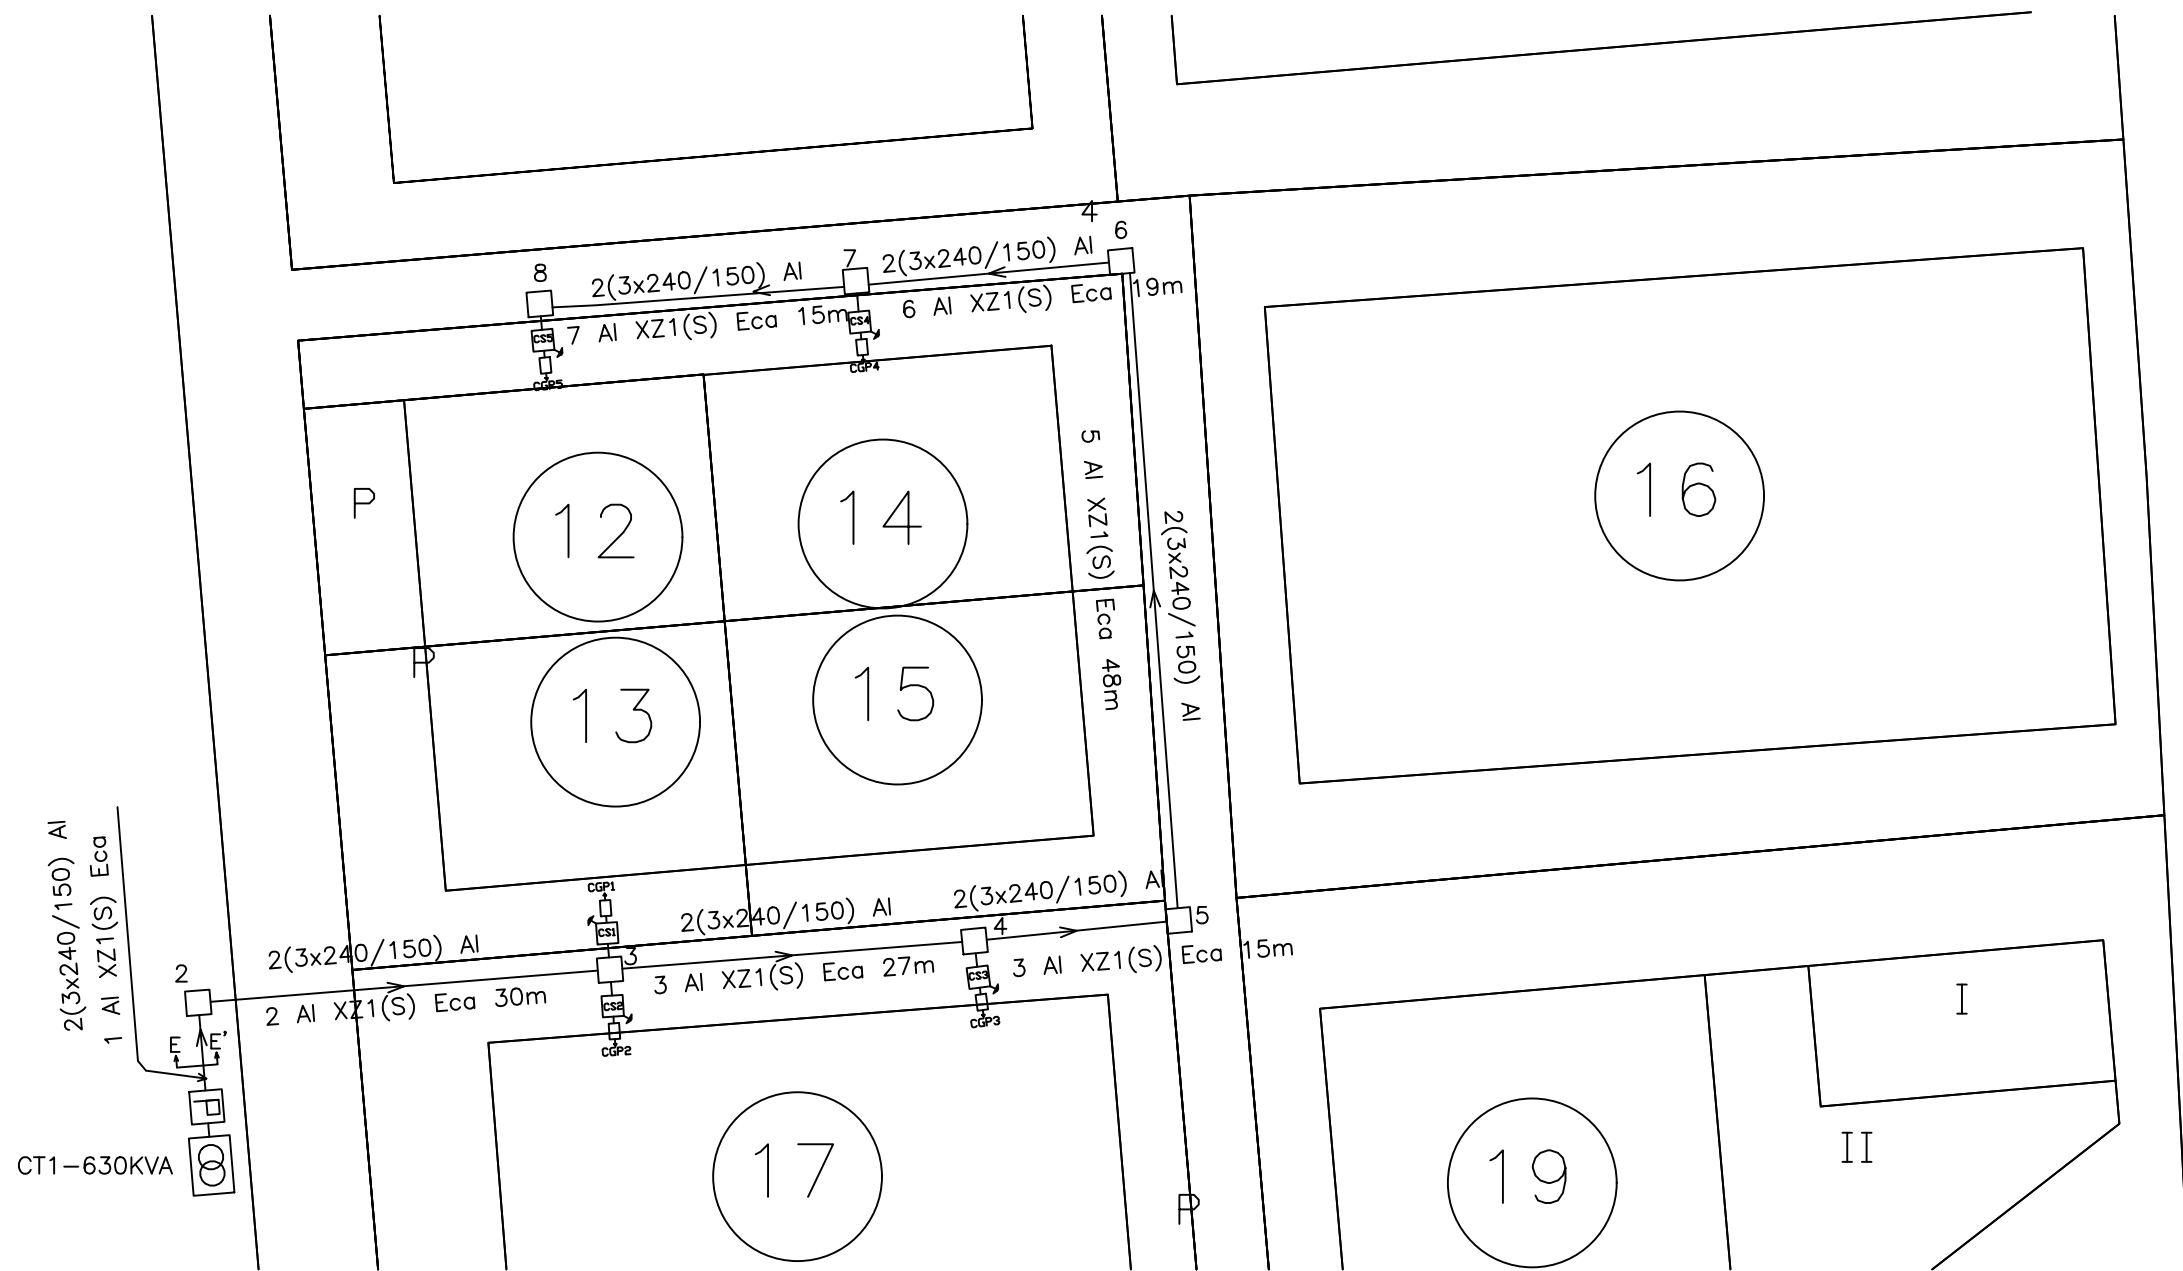 4
6
2(3x240/150) Al
7
2(3x240/150) Al
8
6 Al XZ1(S) Eca 19m
7 Al XZ1(S) Eca 15m
CS4
CS5
CGP4
CGP5
5 Al XZ1(S) Eca 48m
2(3x240/150) Al
P
12
14
16
P
13
15
2(3x240/150) Al
1 Al XZ1(S) Eca
CGP1
CS1
2(3x240/150) Al
2(3x240/150) Al
2(3x240/150) Al
5
4
3
2
3 Al XZ1(S) Eca 15m
3 Al XZ1(S) Eca 27m
2 Al XZ1(S) Eca 30m
CS3
CS2
CGP3
CGP2
E
E'
I
II
CT1-630KVA
17
19
P